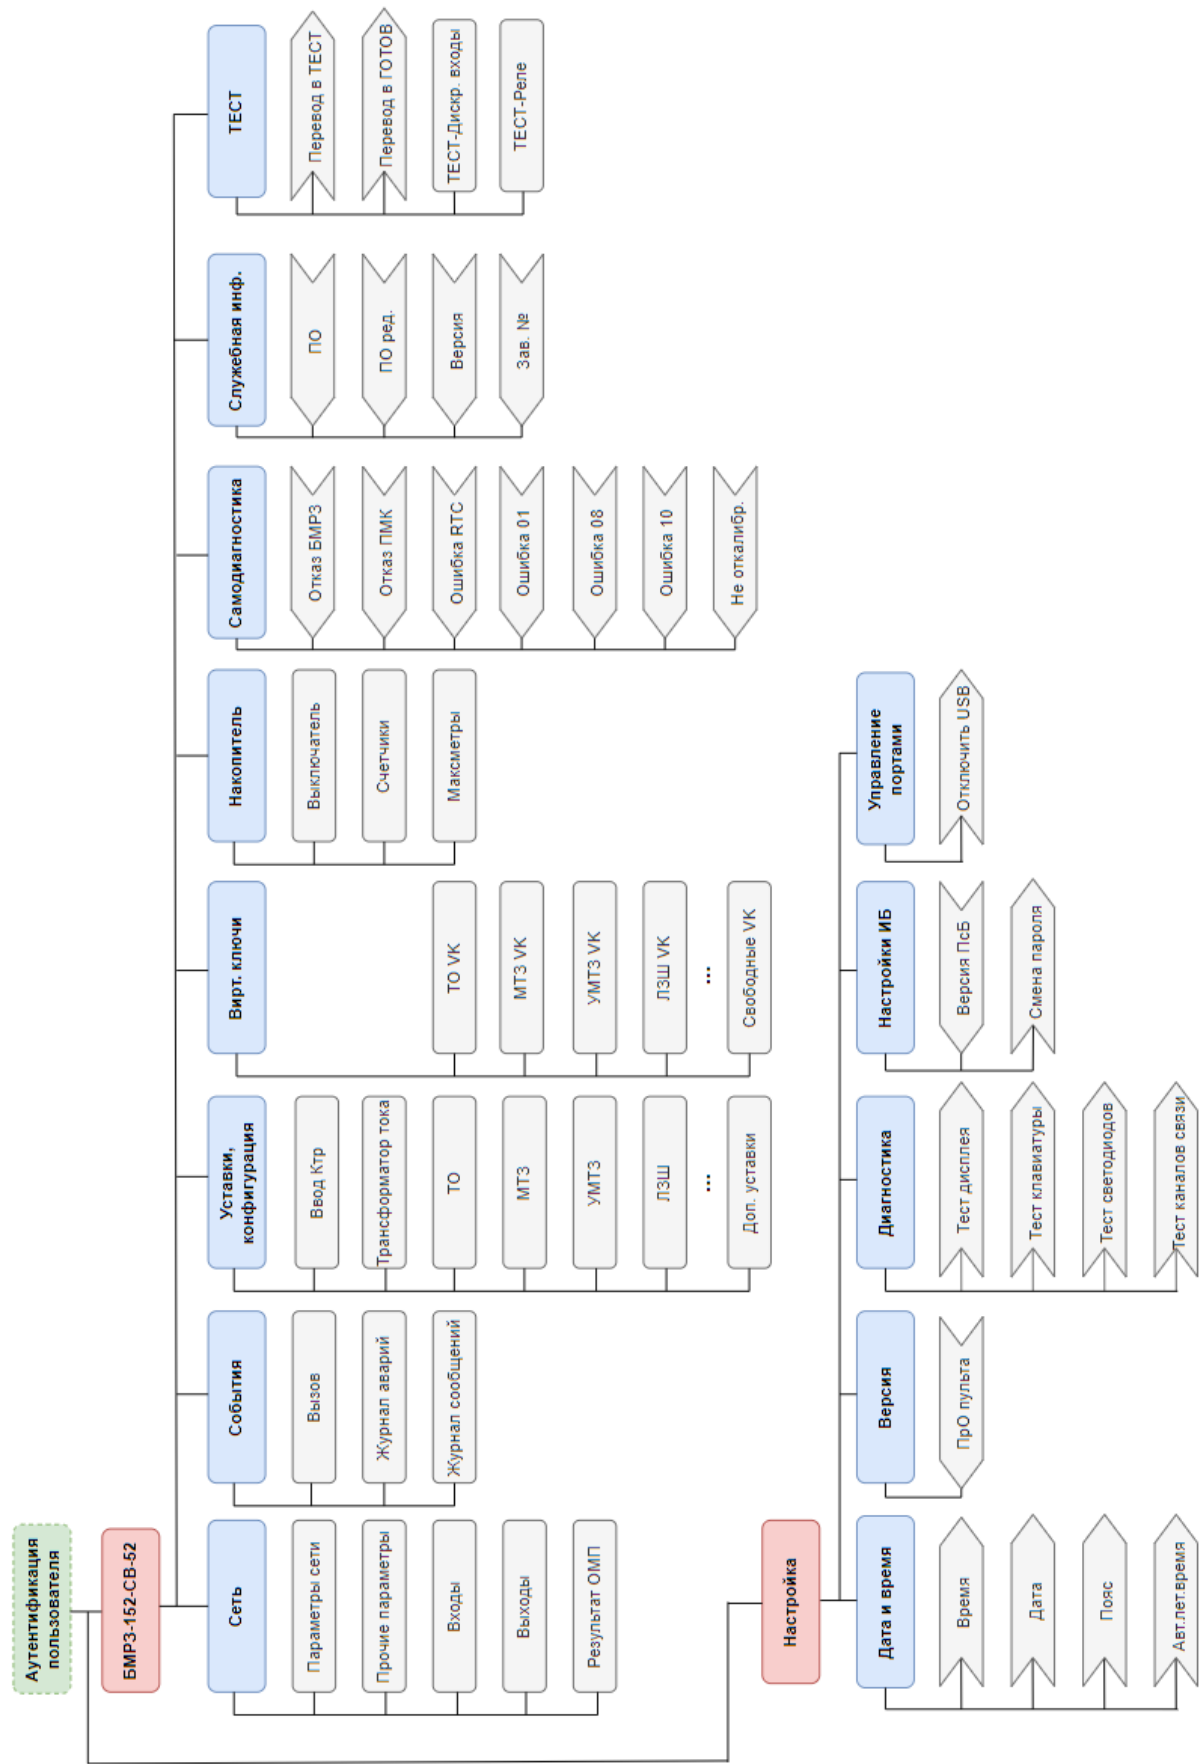 Аутентификация
пользователя
БМРЗ-152-СВ-52
Сеть
Параметры сети
Прочие параметры
Входы
Выходы
Результат ОМП
События
Вызов
Журнал аварий
Журнал сообщений
Уставки,
конфигурация
Ввод Ктр
Трансформатор тока
ТО
МТЗ
УМТЗ
ЛЗШ
...
Доп. уставки
Вирт. ключи
ТО VK
МТЗ VK
УМТЗ VK
ЛЗШ VK
...
Свободные VK
Накопитель
Выключатель
Счетчики
Максметры
Самодиагностика
Отказ БМРЗ
Отказ ПМК
Ошибка RTC
Ошибка 01
Ошибка 08
Ошибка 10
Не откалибр.
Служебная инф.
ПО
ПО ред.
Версия
Зав. №
ТЕСТ
Перевод в ТЕСТ
Перевод в ГОТОВ
ТЕСТ-Дискр. входы
ТЕСТ-Реле
Настройка
Дата и время
Время
Дата
Пояс
Авт.лет.время
Версия
ПрО пульта
Диагностика
Тест дисплея
Тест клавиатуры
Тест светодиодов
Тест каналов связи
Настройки ИБ
Версия ПсБ
Смена пароля
Управление
портами
Отключить USB